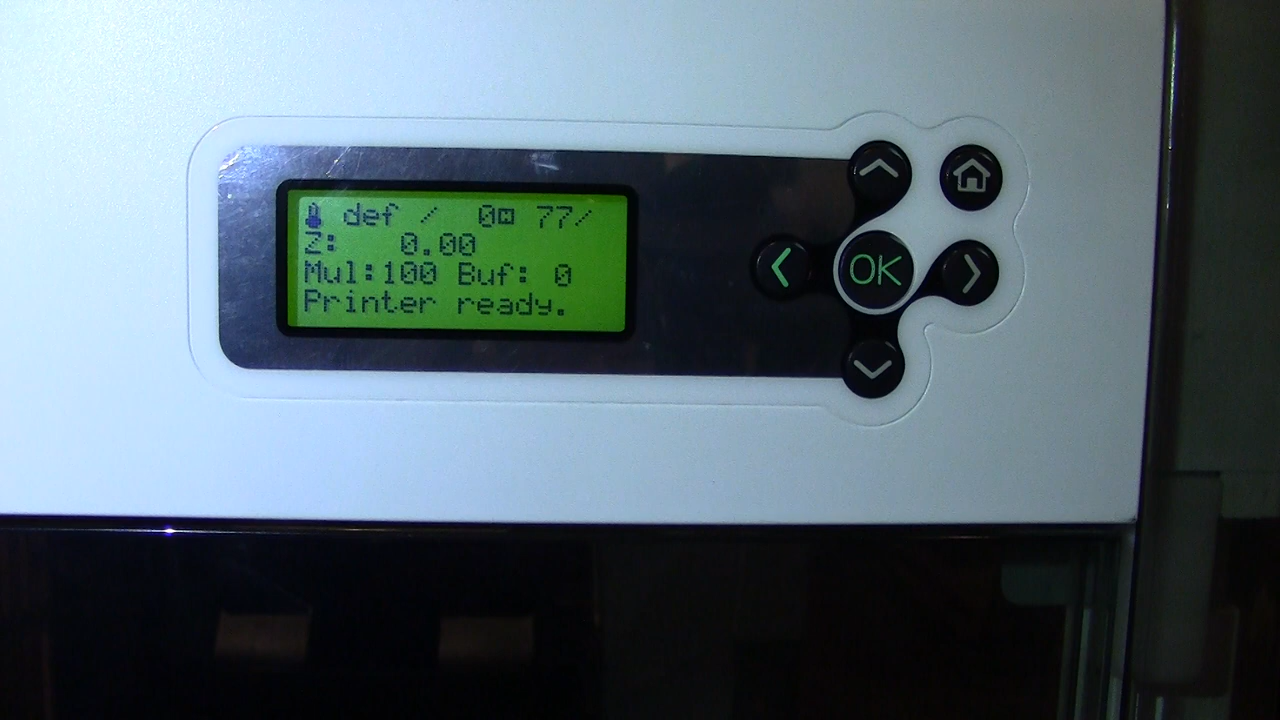 def / 0 77/
Z: 0.00
Mul:100 Buf: 0
Printer ready.
OK